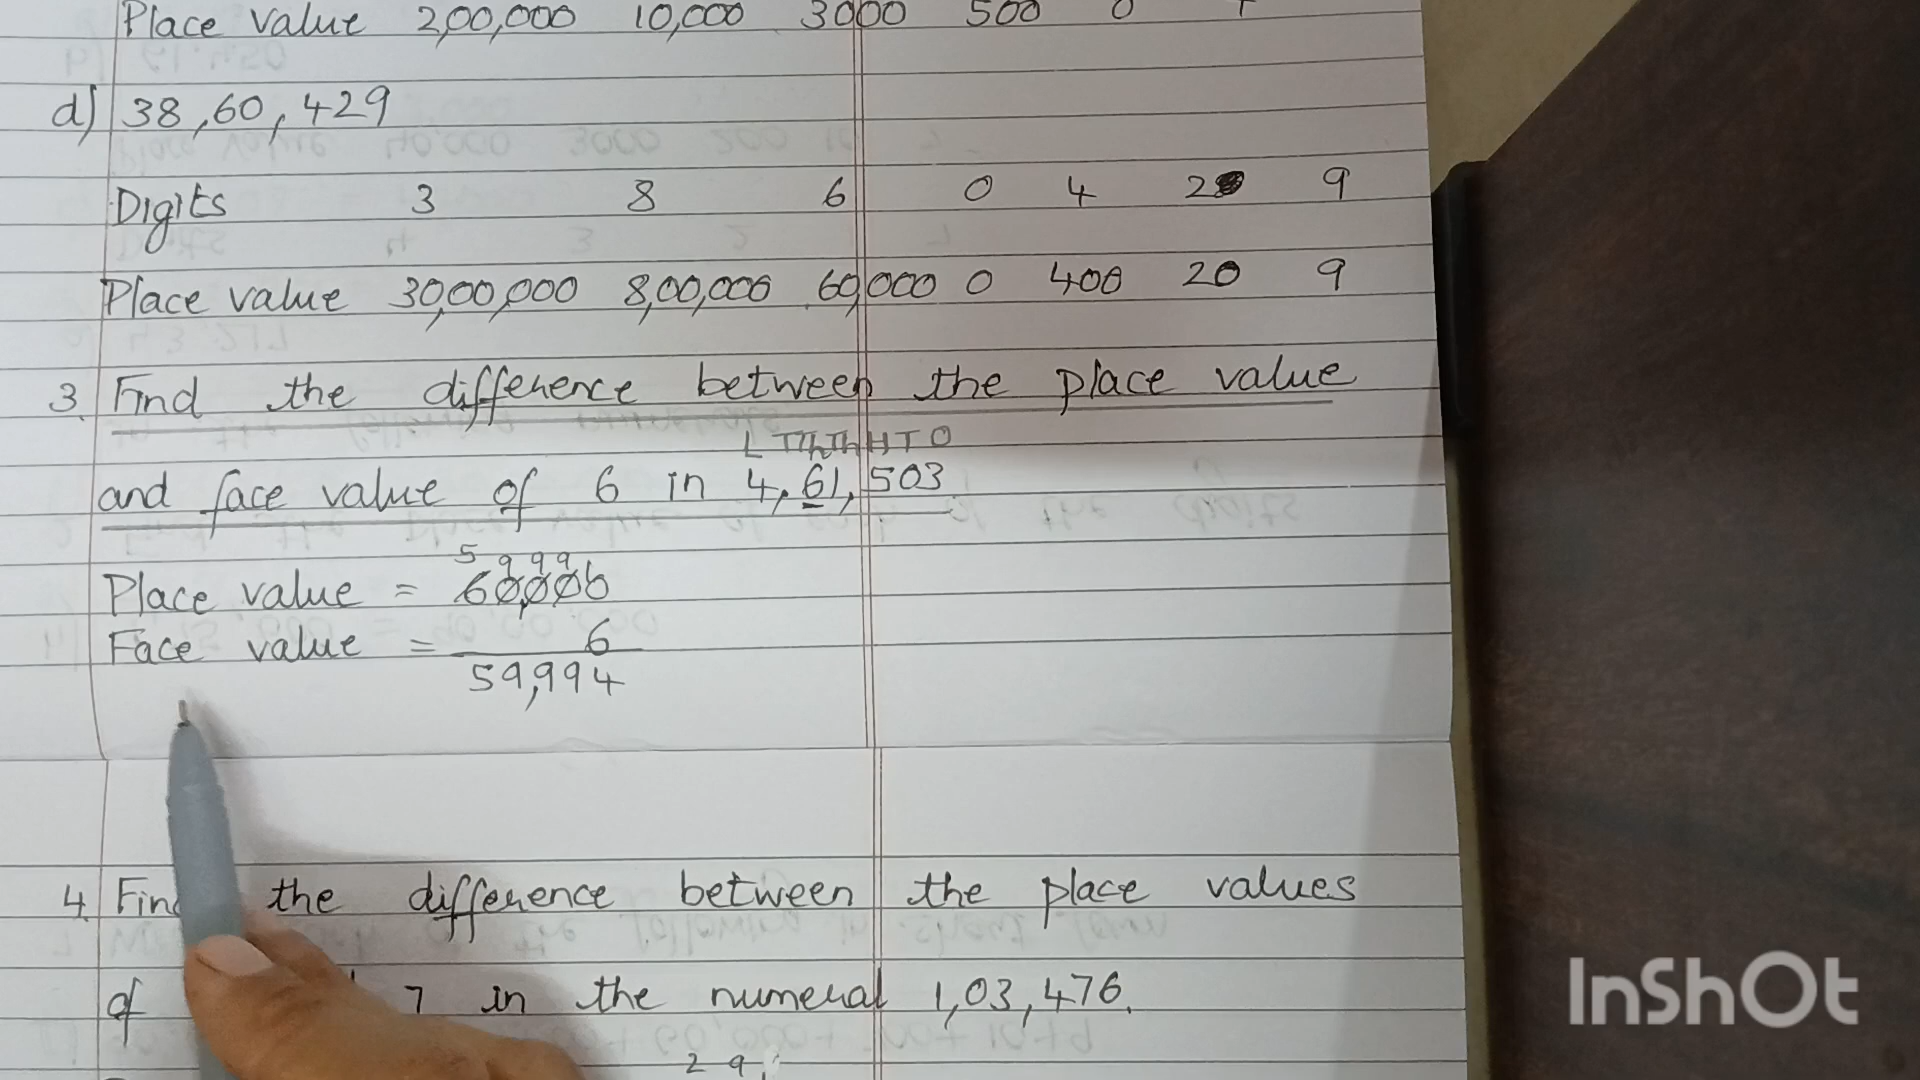 Place value 2,00,000 10,000 3000 500 0
d) 38,60,429
Digits 3 8 6 0 4 2 9
Place value 30,00,000 8,00,000 60,000 0 400 20 9
3. Find the difference between the place value
L TTh Th H T O
and face value of 6 in 4,61,503
5 9 9 9
Place value = 60,000
Face value = 6
59,994
4. Find the difference between the place values
of 7 in the numeral 1,03,476.
2 9
InShOt